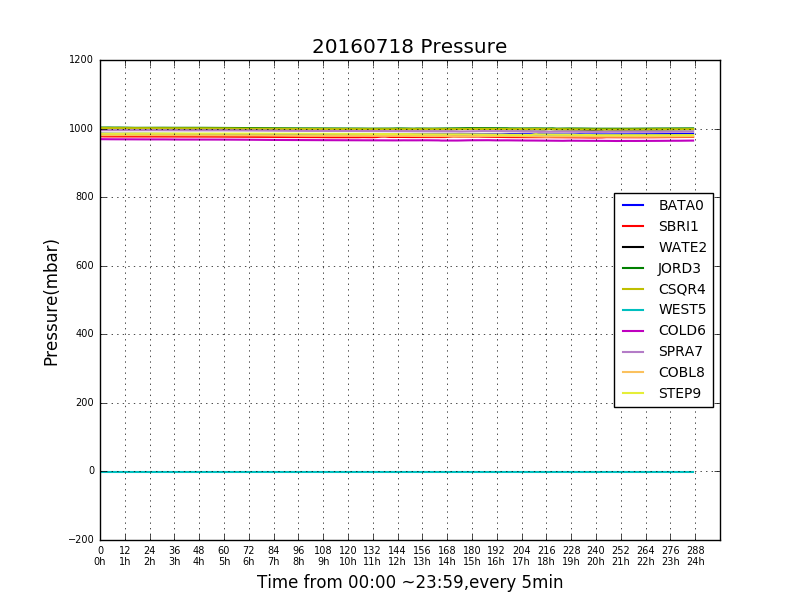 20160718 Pressure
1200
1000
800
600
400
200
0
−200
Pressure(mbar)
BATA0
SBRI1
WATE2
JORD3
CSQR4
WEST5
COLD6
SPRA7
COBL8
STEP9
0 12 24 36 48 60 72 84 96 108 120 132 144 156 168 180 192 204 216 228 240 252 264 276 288
0h 1h 2h 3h 4h 5h 6h 7h 8h 9h 10h 11h 12h 13h 14h 15h 16h 17h 18h 19h 20h 21h 22h 23h 24h
Time from 00:00 ~23:59,every 5min